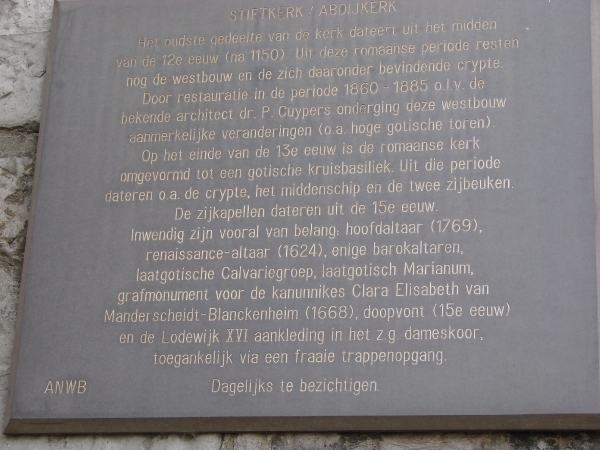 STIFTKERK / ABDIJKERK
Het oudste gedeelte van de kerk dateert uit het midden
van de 12e eeuw (na 1150). Uit deze romaanse periode resten
nog de westbouw en de zich daaronder bevindende crypte.
Door restauratie in de periode 1860-1885 o.l.v. de
bekende architect dr. P. Cuypers onderging deze westbouw
aanmerkelijke veranderingen (o.a. hoge gotische toren).
Op het einde van de 13e eeuw is de romaanse kerk
omgevormd tot een gotische kruisbasiliek. Uit die periode
dateren o.a. de crypte, het middenschip en de twee zijbeuken.
De zijkapellen dateren uit de 15e eeuw.
Inwendig zijn vooral van belang: hoofdaltaar (1769),
renaissance-altaar (1624), enige barokaltaren,
laatgotische Calvariegroep, laatgotisch Marianum,
grafmonument voor de kanunnikes Clara Elisabeth van
Manderscheidt-Blanckenheim (1668), doopvont (15e eeuw)
en de Lodewijk XVI aankleding in het z.g. dameskoor,
toegankelijk via een fraaie trappenopgang.
ANWB Dagelijks te bezichtigen.